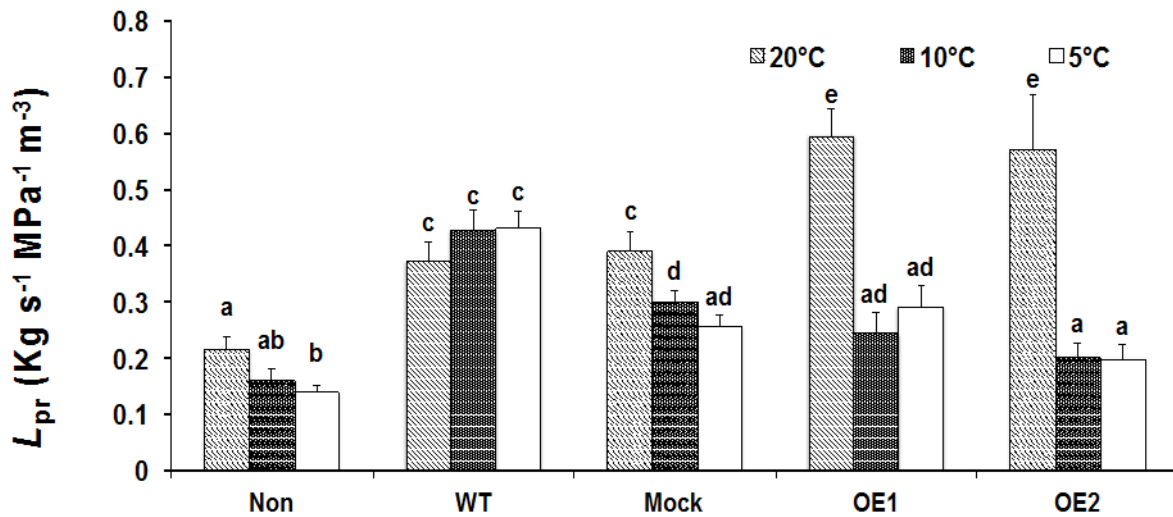 0.8
0.7
0.6
0.5
0.4
0.3
0.2
0.1
0
Lpr (Kg s-1 MPa-1 m-3)
20°C 10°C 5°C
a ab b
c c c
c d ad
e ad ad
e a a
Non WT Mock OE1 OE2